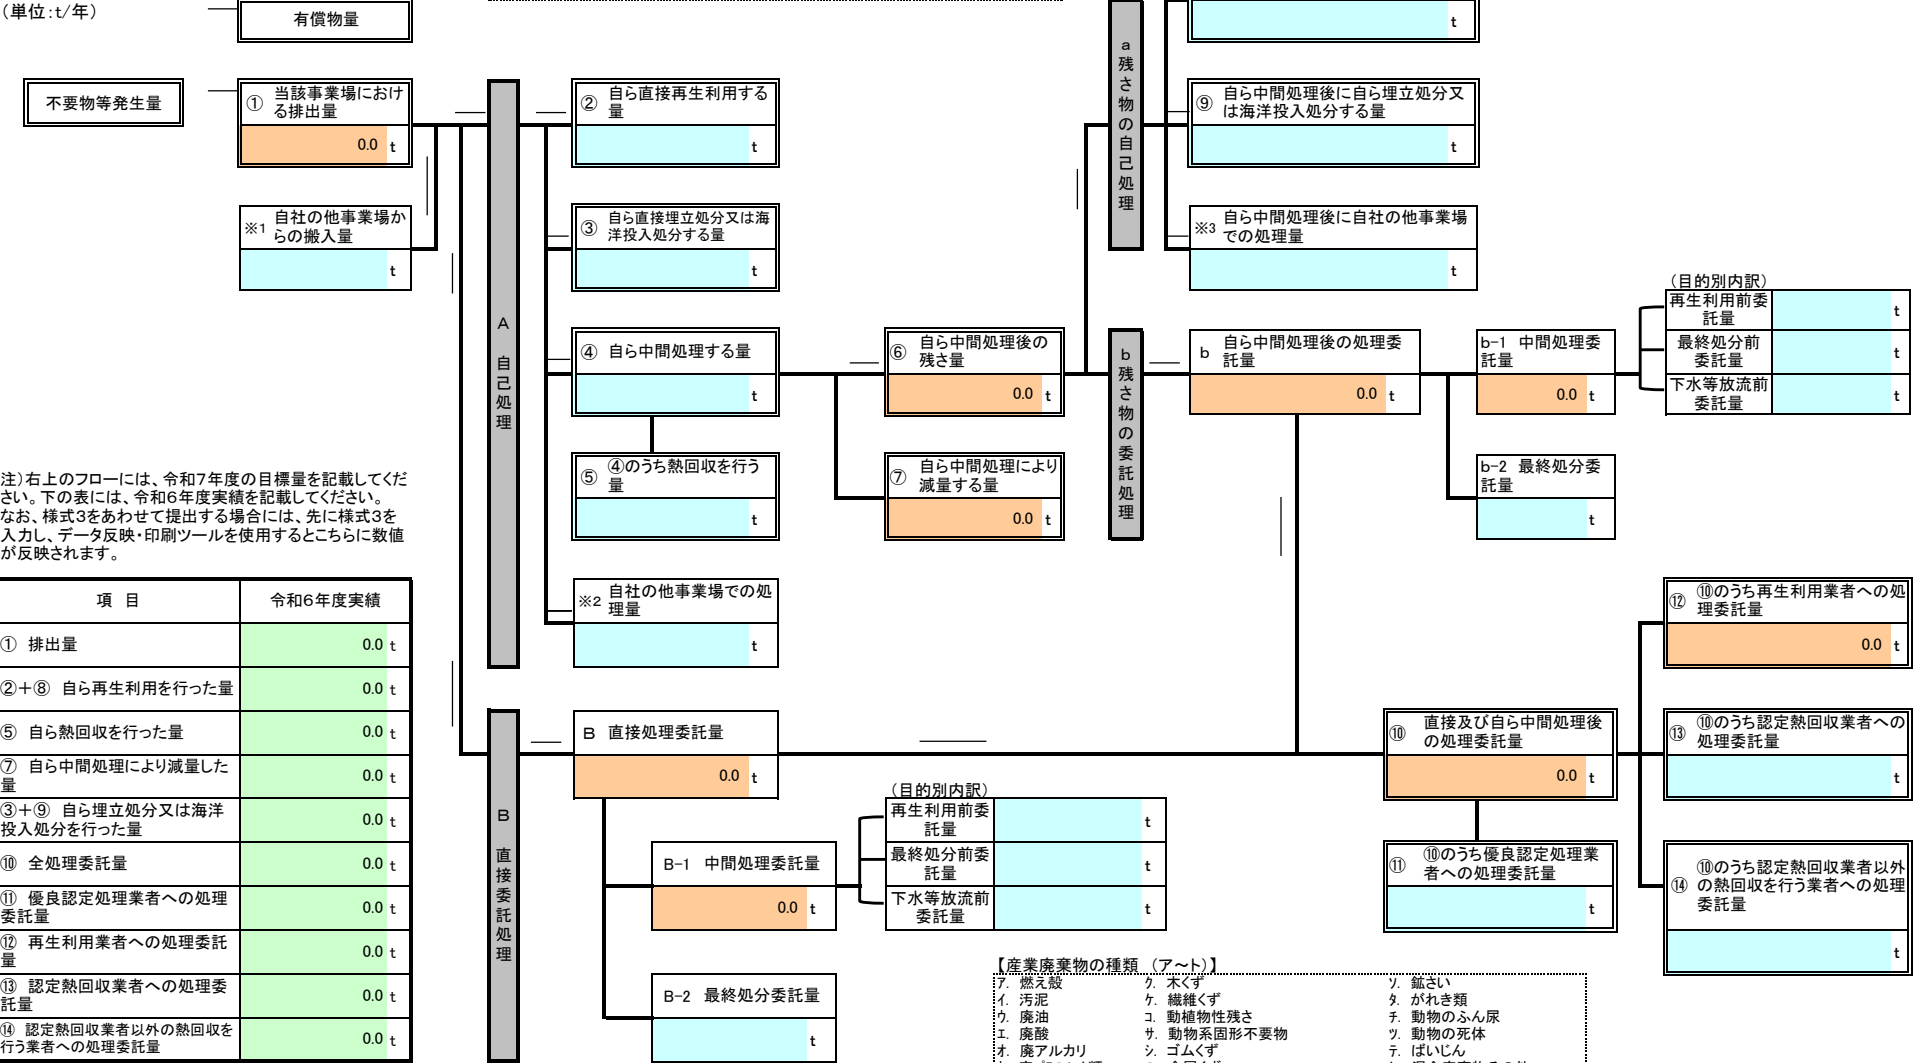 （単位：t/年）
有償物量
t
不要物等発生量
① 当該事業場におけ
る排出量
0.0 t
※1 自社の他事業場か
らの搬入量
t
A 自己処理
② 自ら直接再生利用する
量
t
③ 自ら直接埋立処分又は海
洋投入処分する量
t
④ 自ら中間処理する量
t
⑤ ④のうち熱回収を行う
量
t
※2 自社の他事業場での処
理量
t
⑥ 自ら中間処理後の
残さ量
0.0 t
⑦ 自ら中間処理により
減量する量
0.0 t
a残さ物の自己処理
⑨ 自ら中間処理後に自ら埋立処分又
は海洋投入処分する量
t
※3 自ら中間処理後に自社の他事業場
での処理量
t
b残さ物の委託処理
b 自ら中間処理後の処理委
託量
0.0 t
b-1 中間処理委
託量
0.0 t
（目的別内訳）
再生利用前委
託量
t
最終処分前
委託量
t
下水等放流前
委託量
t
b-2 最終処分委
託量
t
注）右上のフローには、令和７年度の目標量を記載してくだ
さい。下の表には、令和６年度実績を記載してください。
なお、様式３をあわせて提出する場合には、先に様式３を
入力し、データ反映・印刷ツールを使用するとこちらに数値
が反映されます。
項 目 令和６年度実績
① 排出量 0.0 t
②＋⑧ 自ら再生利用を行った量 0.0 t
⑤ 自ら熱回収を行った量 0.0 t
⑦ 自ら中間処理により減量した
量 0.0 t
③＋⑨ 自ら埋立処分又は海洋
投入処分を行った量 0.0 t
⑩ 全処理委託量 0.0 t
⑪ 優良認定処理業者への処理
委託量 0.0 t
⑫ 再生利用業者への処理委託
量 0.0 t
⑬ 認定熱回収業者への処理委
託量 0.0 t
⑭ 認定熱回収業者以外の熱回収を
行う業者への処理委託量 0.0 t
B 直接委託処理
B 直接処理委託量
0.0 t
B-1 中間処理委託量
0.0 t
（目的別内訳）
再生利用前委
託量
t
最終処分前委
託量
t
下水等放流前
委託量
t
B-2 最終処分委託量
t
⑩ 直接及び自ら中間処理後
の処理委託量
0.0 t
⑪ ⑩のうち優良認定処理業
者への処理委託量
t
⑫ ⑩のうち再生利用業者への処
理委託量
0.0 t
⑬ ⑩のうち認定熱回収業者への
処理委託量
t
⑭ ⑩のうち認定熱回収業者以外
の熱回収を行う業者への処理
委託量
t
【産業廃棄物の種類 （ア～ト）】
ア. 燃え殻 ク. 木くず ソ. 鉱さい
イ. 汚泥 ケ. 繊維くず タ. がれき類
ウ. 廃油 コ. 動植物性残さ チ. 動物のふん尿
エ. 廃酸 サ. 動物系固形不要物 ツ. 動物の死体
オ. 廃アルカリ シ. ゴムくず テ. ばいじん